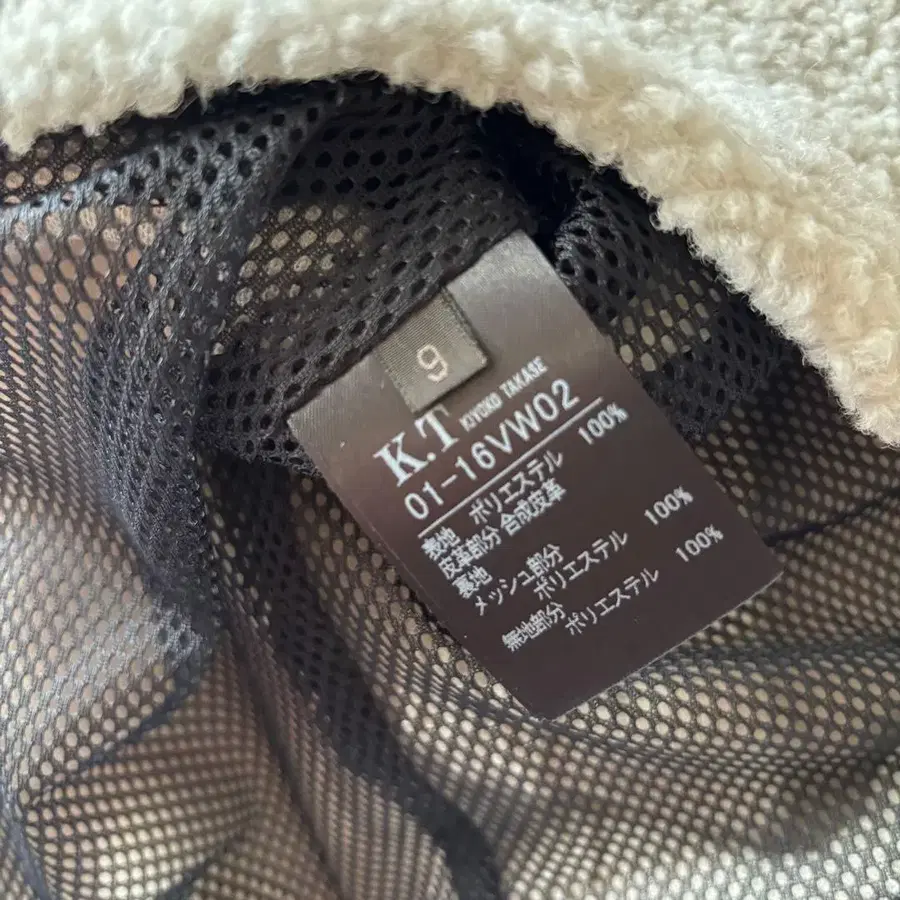 9
K.T KIYOKO TAKASE
01-16VW02
表地 ポリエステル 100%
皮革部分 合成皮革
裏地
メッシュ部分
ポリエステル 100%
無地部分
ポリエステル 100%